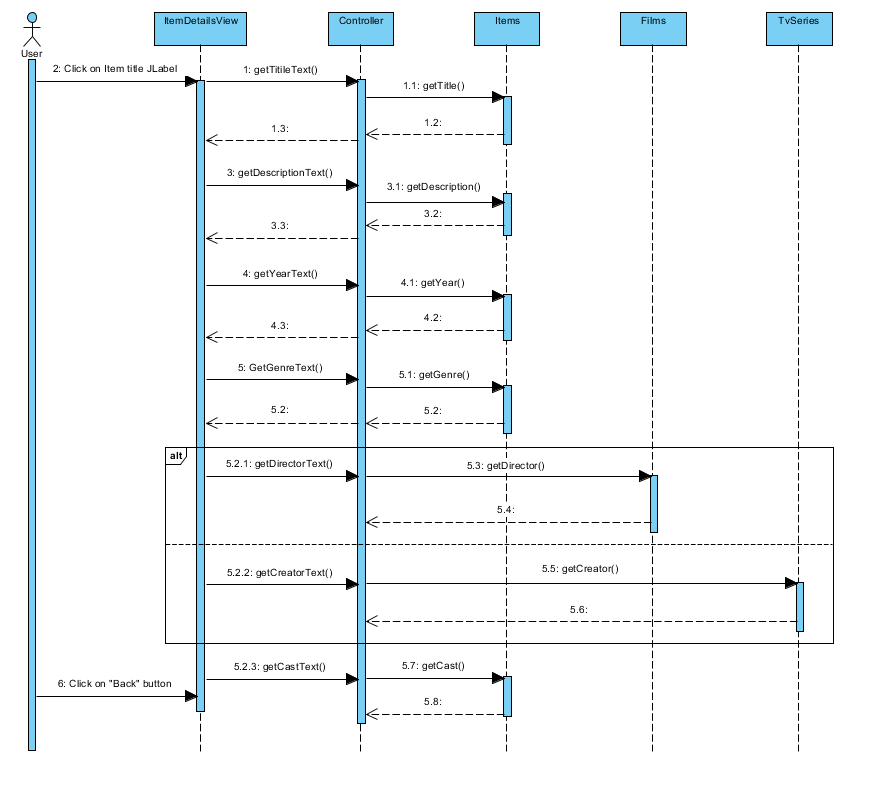 ItemDetailsView
Controller
Items
Films
TvSeries
User
2: Click on Item title JLabel
1: getTitileText()
1.1: getTitle()
1.2:
1.3:
3: getDescriptionText()
3.1: getDescription()
3.2:
3.3:
4: getYearText()
4.1: getYear()
4.2:
4.3:
5: GetGenreText()
5.1: getGenre()
5.2:
5.2:
alt
5.2.1: getDirectorText()
5.3: getDirector()
5.4:
5.2.2: getCreatorText()
5.5: getCreator()
5.6:
5.2.3: getCastText()
5.7: getCast()
6: Click on "Back" button
5.8: